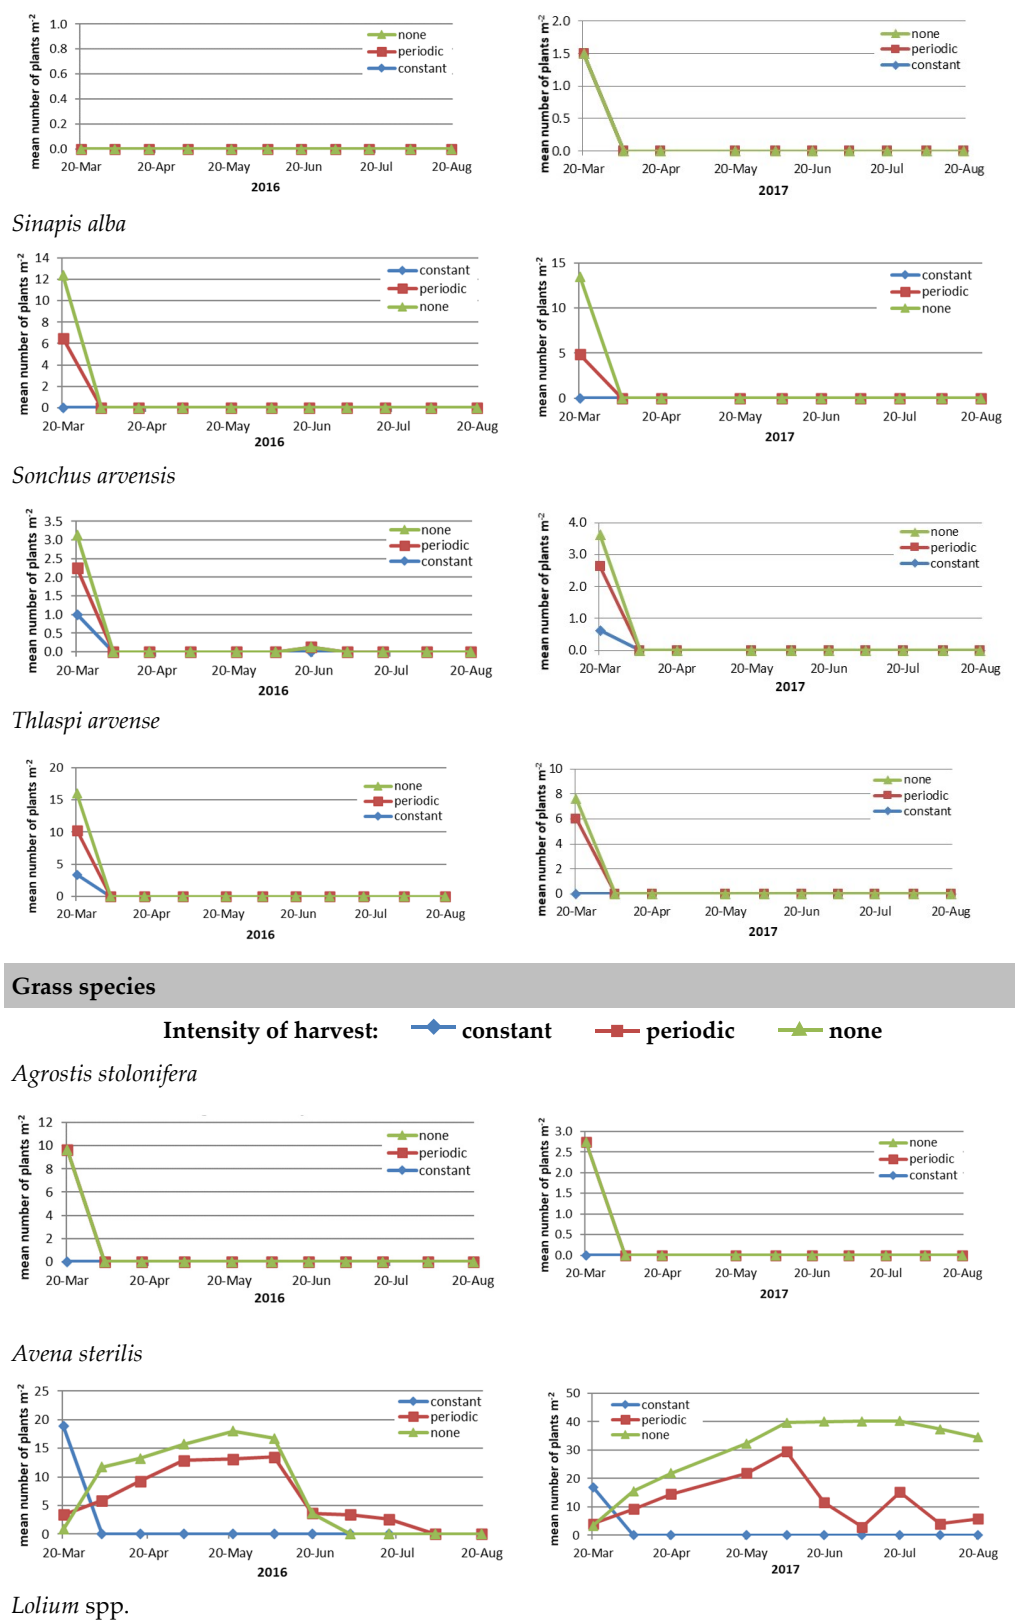 mean number of plants m-2
1.0
0.8
0.6
0.4
0.2
0.0
20-Mar 20-Apr 20-May 20-Jun 20-Jul 20-Aug
2016
none
periodic
constant
mean number of plants m-2
2.0
1.5
1.0
0.5
0.0
20-Mar 20-Apr 20-May 20-Jun 20-Jul 20-Aug
2017
none
periodic
constant
Sinapis alba
mean number of plants m-2
14
12
10
8
6
4
2
0
20-Mar 20-Apr 20-May 20-Jun 20-Jul 20-Aug
2016
constant
periodic
none
mean number of plants m-2
15
10
5
0
20-Mar 20-Apr 20-May 20-Jun 20-Jul 20-Aug
2017
constant
periodic
none
Sonchus arvensis
mean number of plants m-2
3.5
3.0
2.5
2.0
1.5
1.0
0.5
0.0
20-Mar 20-Apr 20-May 20-Jun 20-Jul 20-Aug
2016
none
periodic
constant
mean number of plants m-2
4.0
3.0
2.0
1.0
0.0
20-Mar 20-Apr 20-May 20-Jun 20-Jul 20-Aug
2017
none
periodic
constant
Thlaspi arvense
mean number of plants m-2
20
15
10
5
0
20-Mar 20-Apr 20-May 20-Jun 20-Jul 20-Aug
2016
none
periodic
constant
mean number of plants m-2
10
8
6
4
2
0
20-Mar 20-Apr 20-May 20-Jun 20-Jul 20-Aug
2017
none
periodic
constant
Grass species
Intensity of harvest: constant periodic none
Agrostis stolonifera
mean number of plants m-2
12
10
8
6
4
2
0
20-Mar 20-Apr 20-May 20-Jun 20-Jul 20-Aug
2016
none
periodic
constant
mean number of plants m-2
3.0
2.5
2.0
1.5
1.0
0.5
0.0
20-Mar 20-Apr 20-May 20-Jun 20-Jul 20-Aug
2017
none
periodic
constant
Avena sterilis
mean number of plants m-2
25
20
15
10
5
0
20-Mar 20-Apr 20-May 20-Jun 20-Jul 20-Aug
2016
constant
periodic
none
mean number of plants m-2
50
40
30
20
10
0
20-Mar 20-Apr 20-May 20-Jun 20-Jul 20-Aug
2017
constant
periodic
none
Lolium spp.